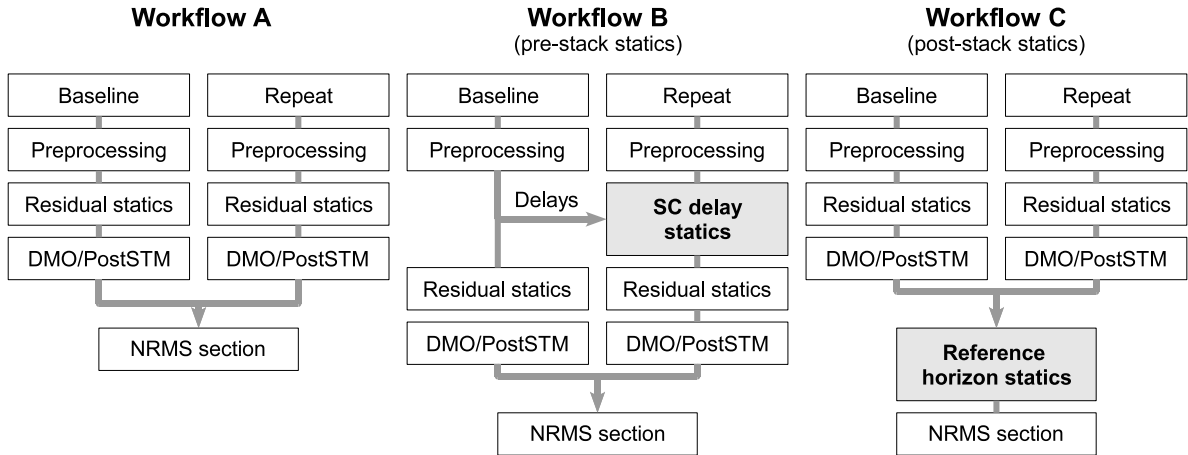 Workflow A
Baseline
Repeat
Preprocessing
Preprocessing
Residual statics
Residual statics
DMO/PostSTM
DMO/PostSTM
NRMS section
Workflow B
(pre-stack statics)
Baseline
Repeat
Preprocessing
Preprocessing
Delays
SC delay
statics
Residual statics
Residual statics
DMO/PostSTM
DMO/PostSTM
NRMS section
Workflow C
(post-stack statics)
Baseline
Repeat
Preprocessing
Preprocessing
Residual statics
Residual statics
DMO/PostSTM
DMO/PostSTM
Reference
horizon statics
NRMS section